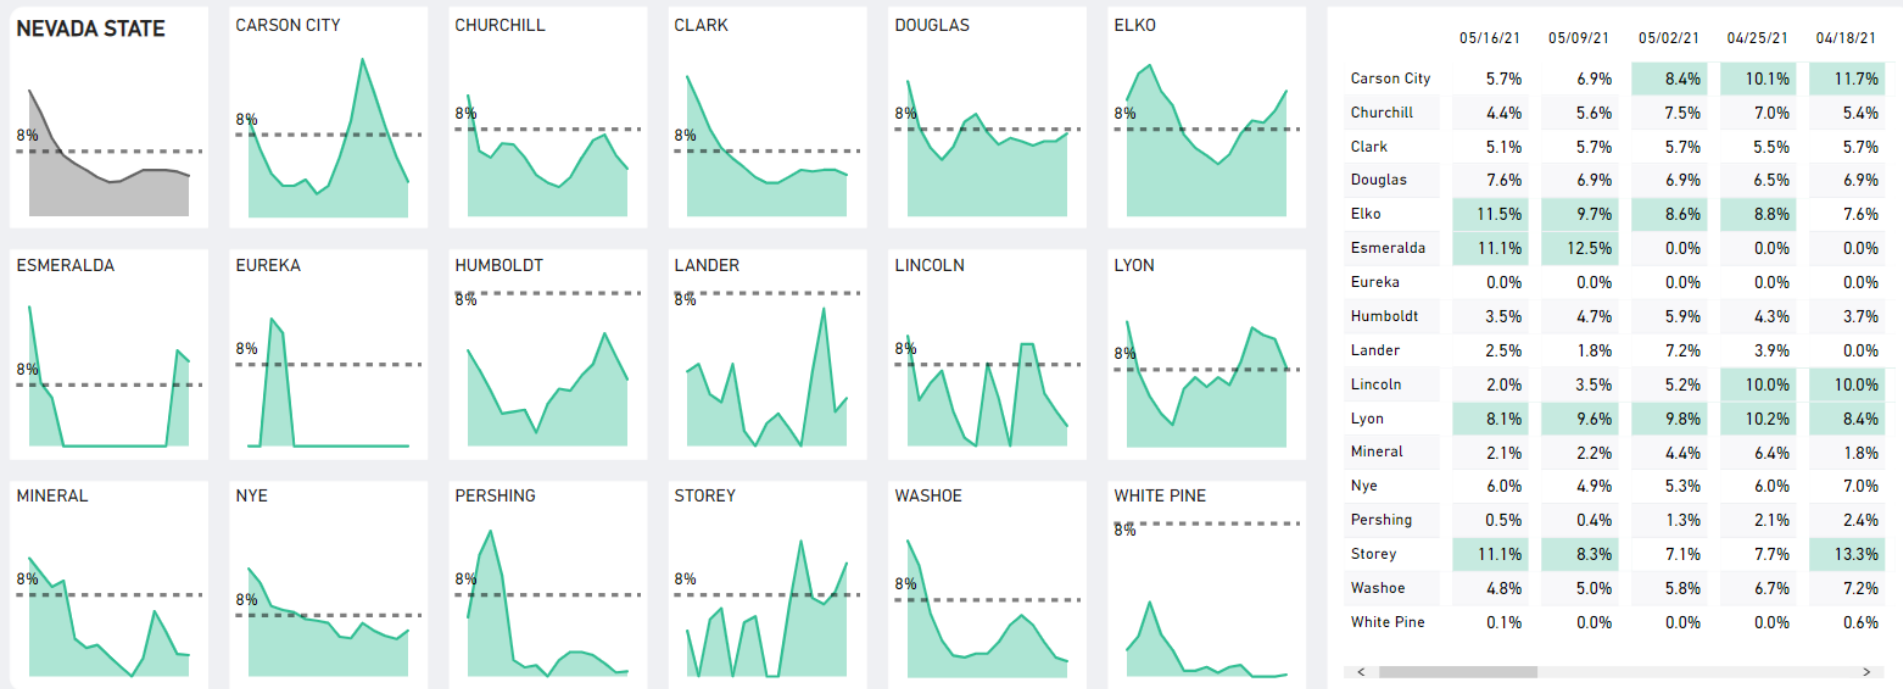 NEVADA STATE
8%
CARSON CITY
8%
CHURCHILL
8%
CLARK
8%
DOUGLAS
8%
ELKO
8%
ESMERALDA
8%
EUREKA
8%
HUMBOLDT
8%
LANDER
8%
LINCOLN
8%
LYON
8%
MINERAL
8%
NYE
8%
PERSHING
8%
STOREY
8%
WASHOE
8%
WHITE PINE
8%
05/16/21 05/09/21 05/02/21 04/25/21 04/18/21
Carson City 5.7% 6.9% 8.4% 10.1% 11.7%
Churchill 4.4% 5.6% 7.5% 7.0% 5.4%
Clark 5.1% 5.7% 5.7% 5.5% 5.7%
Douglas 7.6% 6.9% 6.9% 6.5% 6.9%
Elko 11.5% 9.7% 8.6% 8.8% 7.6%
Esmeralda 11.1% 12.5% 0.0% 0.0% 0.0%
Eureka 0.0% 0.0% 0.0% 0.0% 0.0%
Humboldt 3.5% 4.7% 5.9% 4.3% 3.7%
Lander 2.5% 1.8% 7.2% 3.9% 0.0%
Lincoln 2.0% 3.5% 5.2% 10.0% 10.0%
Lyon 8.1% 9.6% 9.8% 10.2% 8.4%
Mineral 2.1% 2.2% 4.4% 6.4% 1.8%
Nye 6.0% 4.9% 5.3% 6.0% 7.0%
Pershing 0.5% 0.4% 1.3% 2.1% 2.4%
Storey 11.1% 8.3% 7.1% 7.7% 13.3%
Washoe 4.8% 5.0% 5.8% 6.7% 7.2%
White Pine 0.1% 0.0% 0.0% 0.0% 0.6%